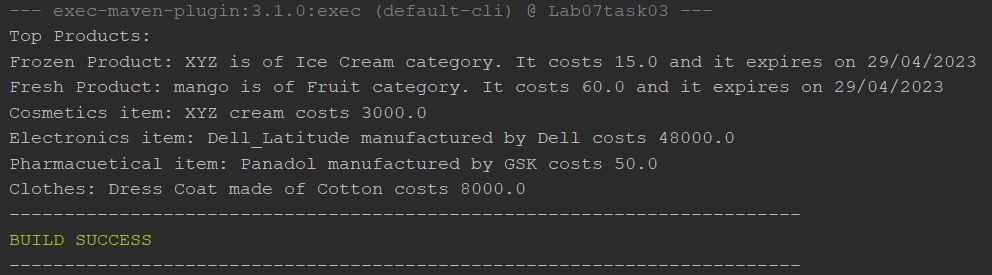 --- exec-maven-plugin:3.1.0:exec (default-cli) @ Lab07task03 ---
Top Products:
Frozen Product: XYZ is of Ice Cream category. It costs 15.0 and it expires on 29/04/2023
Fresh Product: mango is of Fruit category. It costs 60.0 and it expires on 29/04/2023
Cosmetics item: XYZ cream costs 3000.0
Electronics item: Dell_Latitude manufactured by Dell costs 48000.0
Pharmacuetical item: Panadol manufactured by GSK costs 50.0
Clothes: Dress Coat made of Cotton costs 8000.0
------------------------------------------------------------------------
BUILD SUCCESS
------------------------------------------------------------------------